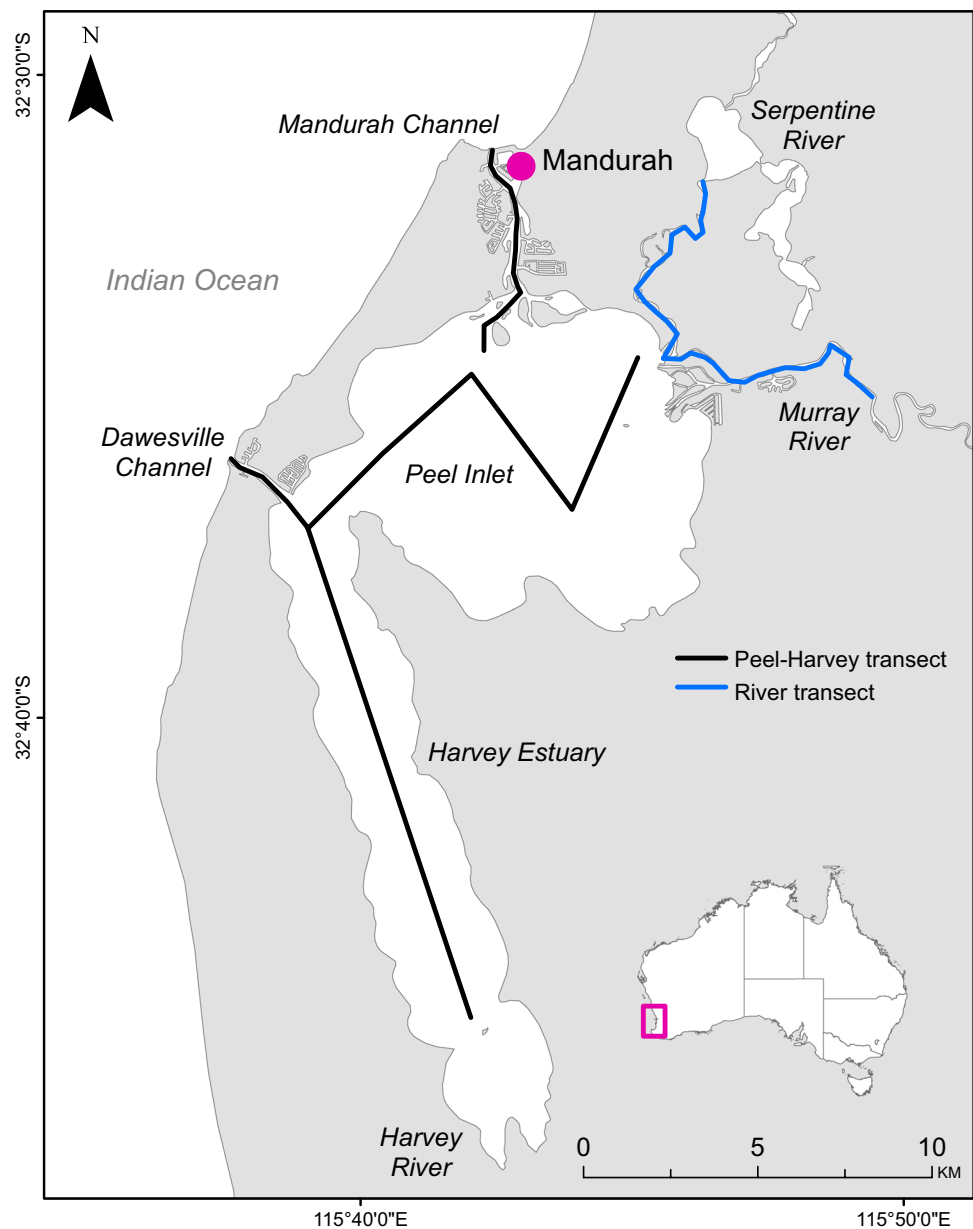 N
32°30'0"S
Serpentine
River
Mandurah Channel
Mandurah
Indian Ocean
Dawesville
Channel
Peel Inlet
Murray
River
Peel-Harvey transect
River transect
32°40'0"S
Harvey Estuary
Harvey
River
0 5 10
KM
115°40'0"E
115°50'0"E